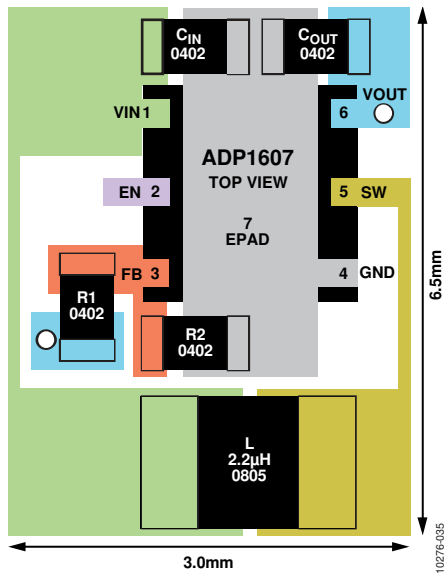 CIN
0402
COUT
0402
VOUT
VIN 1
6
ADP1607
TOP VIEW
EN 2
5 SW
7
EPAD
FB 3
4 GND
R1
0402
R2
0402
L
2.2µH
0805
6.5mm
3.0mm
10276-035